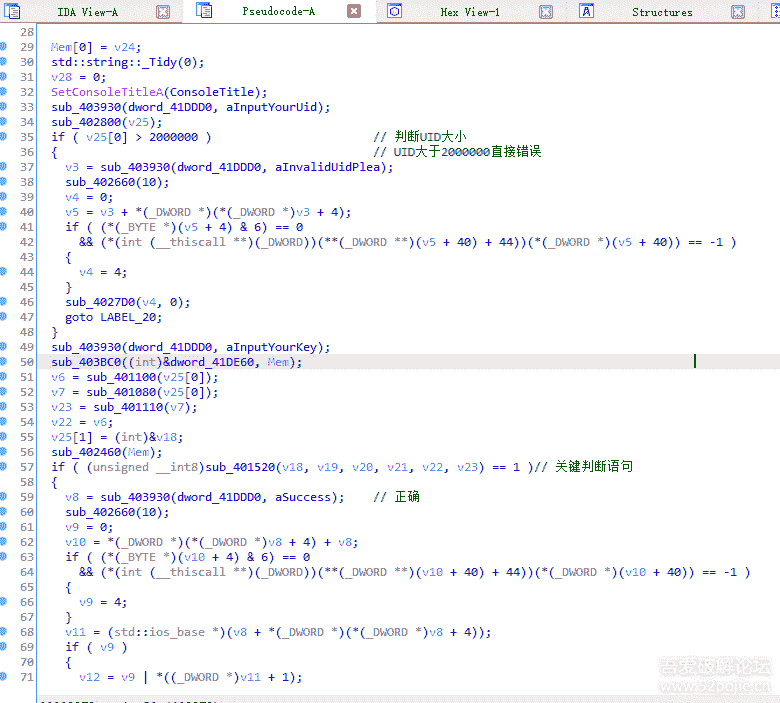 IDA View-A Pseudocode-A Hex View-1 Structures
28
29 Mem[0] = v24;
30 std::string::_Tidy(0);
31 v28 = 0;
32 SetConsoleTitleA(ConsoleTitle);
33 sub_403930(dword_41DDD0, aInputYourUid);
34 sub_402800(v25);
35 if ( v25[0] > 2000000 ) // 判断UID大小
36 { // UID大于2000000直接错误
37 v3 = sub_403930(dword_41DDD0, aInvalidUidPlea);
38 sub_402660(10);
39 v4 = 0;
40 v5 = v3 + *(_DWORD *)(*(_DWORD *)v3 + 4);
41 if ( (*(_BYTE *)(v5 + 4) & 6) == 0
42 && (*(int (__thiscall **)(_DWORD))(**(_DWORD **)(v5 + 40) + 44))(*(_DWORD *)(v5 + 40)) == -1 )
43 {
44 v4 = 4;
45 }
46 sub_4027D0(v4, 0);
47 goto LABEL_20;
48 }
49 sub_403930(dword_41DDD0, aInputYourKey);
50 sub_403BC0((int)&dword_41DE60, Mem);
51 v6 = sub_401100(v25[0]);
52 v7 = sub_401080(v25[0]);
53 v23 = sub_401110(v7);
54 v22 = v6;
55 v25[1] = (int)&v18;
56 sub_402460(Mem);
57 if ( (unsigned __int8)sub_401520(v18, v19, v20, v21, v22, v23) == 1 )// 关键判断语句
58 {
59 v8 = sub_403930(dword_41DDD0, aSuccess); // 正确
60 sub_402660(10);
61 v9 = 0;
62 v10 = *(_DWORD *)(*(_DWORD *)v8 + 4) + v8;
63 if ( (*(_BYTE *)(v10 + 4) & 6) == 0
64 && (*(int (__thiscall **)(_DWORD))(**(_DWORD **)(v10 + 40) + 44))(*(_DWORD *)(v10 + 40)) == -1 )
65 {
66 v9 = 4;
67 }
68 v11 = (std::ios_base *)(v8 + *(_DWORD *)(*(_DWORD *)v8 + 4));
69 if ( v9 )
70 {
71 v12 = v9 | *((_DWORD *)v11 + 1);
吾爱破解论坛
www.52pojie.cn